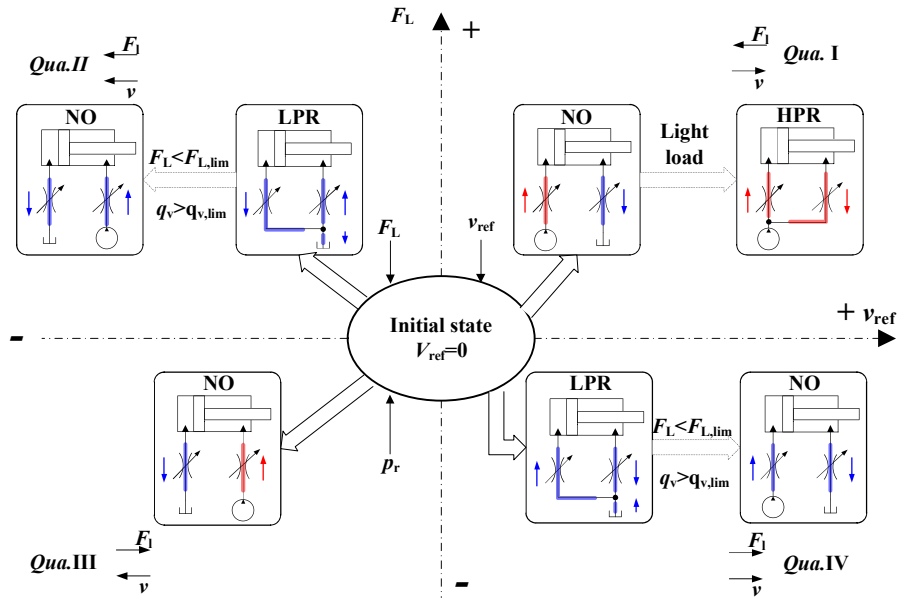 F_L +
F_l
Qua.II
v
F_l
Qua. I
v
NO
LPR
NO
HPR
F_L<F_L,lim
q_v>q_v,lim
Light
load
F_L
v_ref
Initial state
V_ref=0
-
+ v_ref
NO
p_r
LPR
NO
F_L<F_L,lim
q_v>q_v,lim
F_l
Qua.III
v
F_l
Qua.IV
v
-